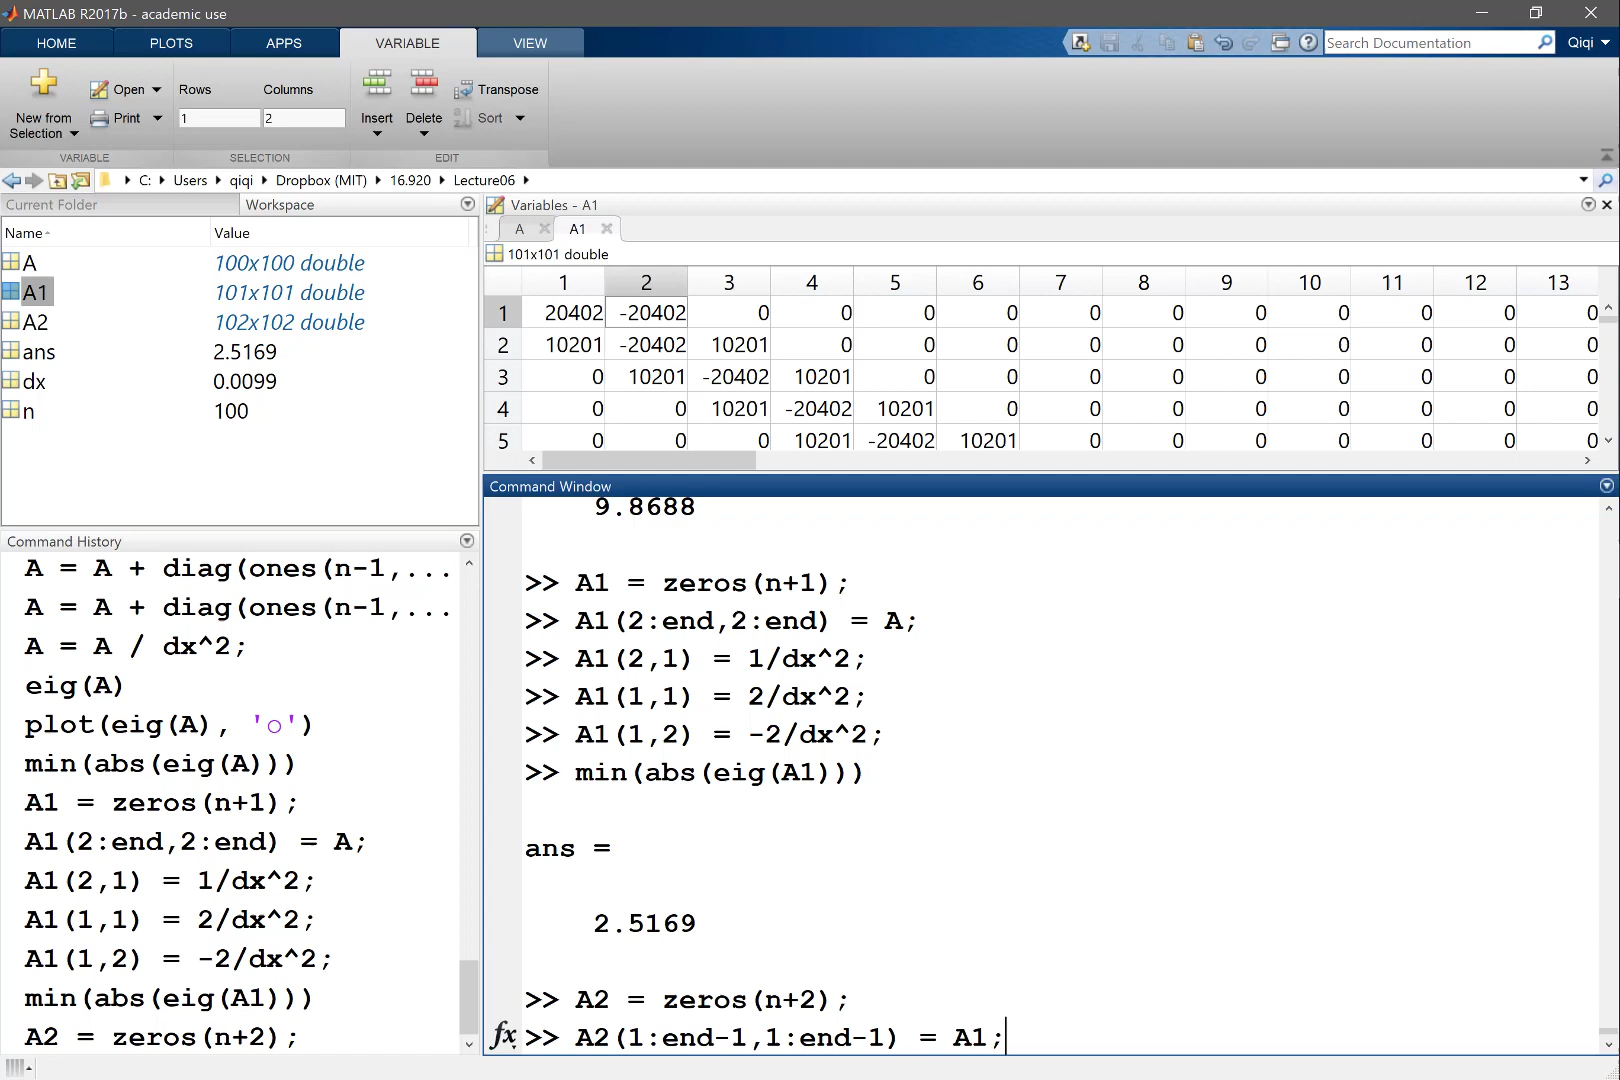 MATLAB R2017b - academic use
HOME PLOTS APPS VARIABLE VIEW
Search Documentation
Qiqi
New from Selection
Open
Print
Rows Columns
1 2
Insert
Delete
Transpose
Sort
VARIABLE SELECTION EDIT
C: Users qiqi Dropbox (MIT) 16.920 Lecture06
Current Folder Workspace
Name Value
A 100x100 double
A1 101x101 double
A2 102x102 double
ans 2.5169
dx 0.0099
n 100
Variables - A1
A A1
101x101 double
1 2 3 4 5 6 7 8 9 10 11 12 13
1 20402 -20402 0 0 0 0 0 0 0 0 0 0 0
2 10201 -20402 10201 0 0 0 0 0 0 0 0 0 0
3 0 10201 -20402 10201 0 0 0 0 0 0 0 0 0
4 0 0 10201 -20402 10201 0 0 0 0 0 0 0 0
5 0 0 0 10201 -20402 10201 0 0 0 0 0 0 0
Command History
A = A + diag(ones(n-1,...
A = A + diag(ones(n-1,...
A = A / dx^2;
eig(A)
plot(eig(A), 'o')
min(abs(eig(A)))
A1 = zeros(n+1);
A1(2:end,2:end) = A;
A1(2,1) = 1/dx^2;
A1(1,1) = 2/dx^2;
A1(1,2) = -2/dx^2;
min(abs(eig(A1)))
A2 = zeros(n+2);
Command Window
9.8688
>> A1 = zeros(n+1);
>> A1(2:end,2:end) = A;
>> A1(2,1) = 1/dx^2;
>> A1(1,1) = 2/dx^2;
>> A1(1,2) = -2/dx^2;
>> min(abs(eig(A1)))
ans =
2.5169
>> A2 = zeros(n+2);
fx >> A2(1:end-1,1:end-1) = A1;